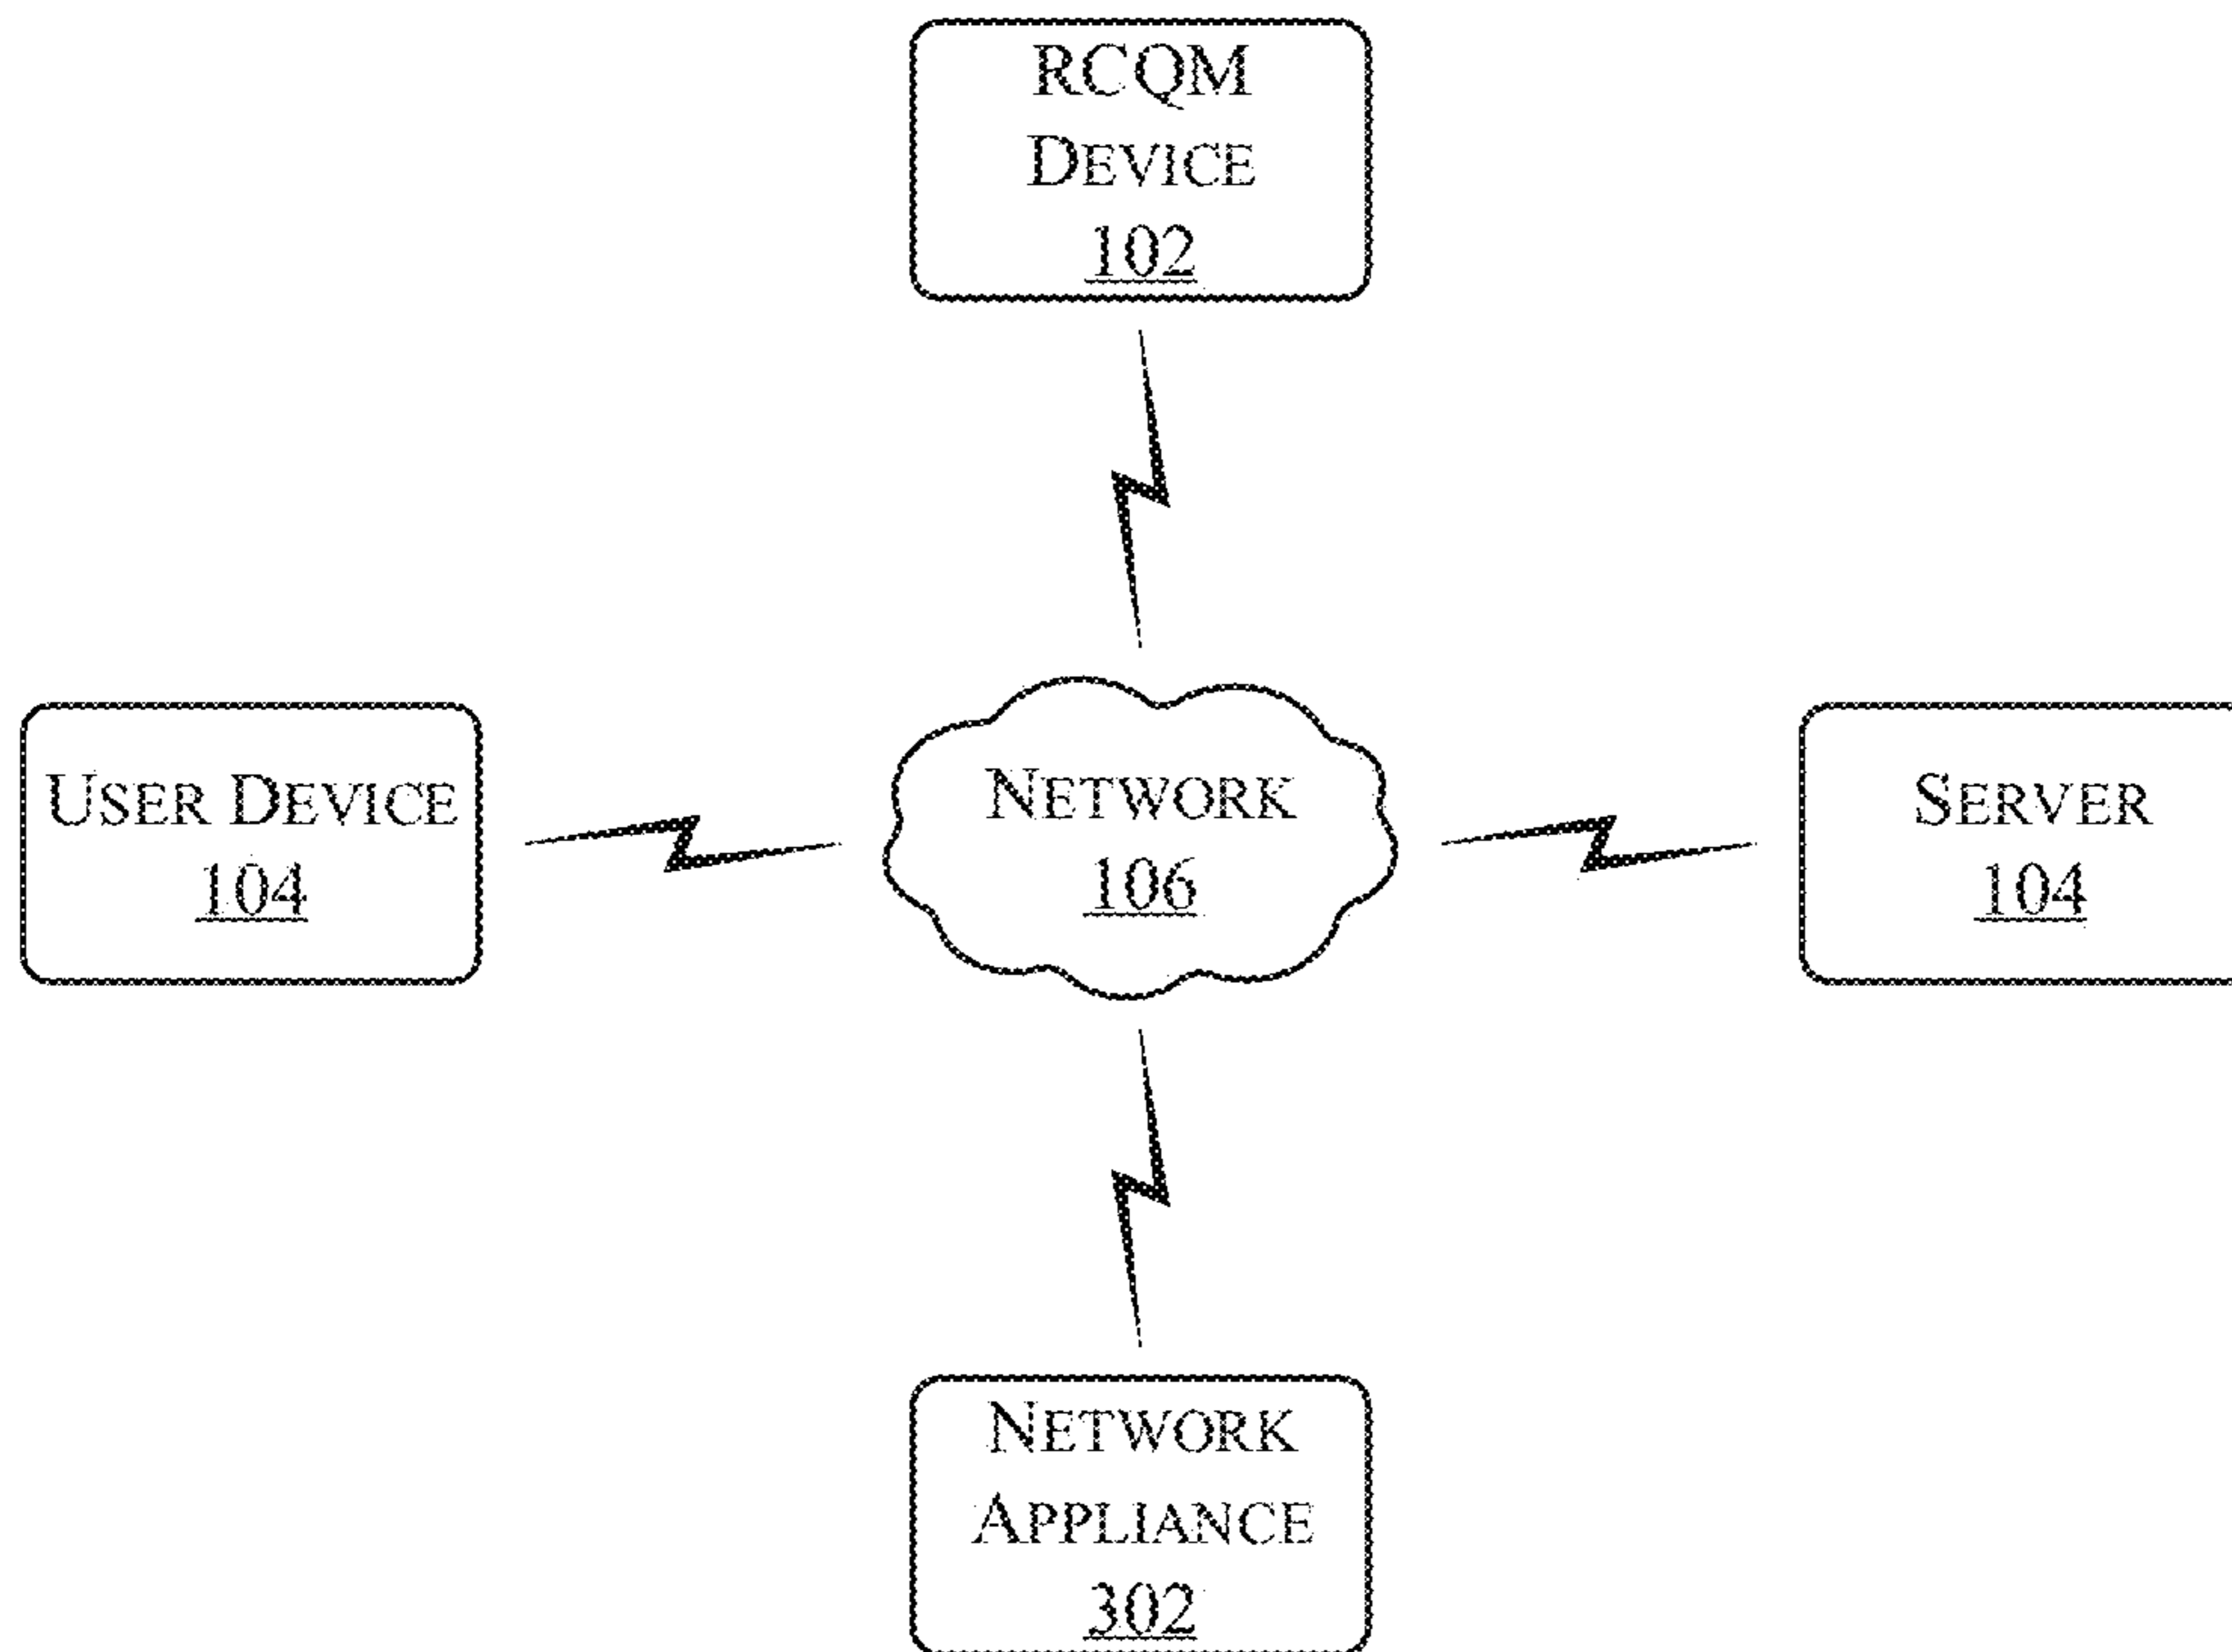 RCQM
DEVICE
102
USER DEVICE
104
NETWORK
106
SERVER
104
NETWORK
APPLIANCE
302